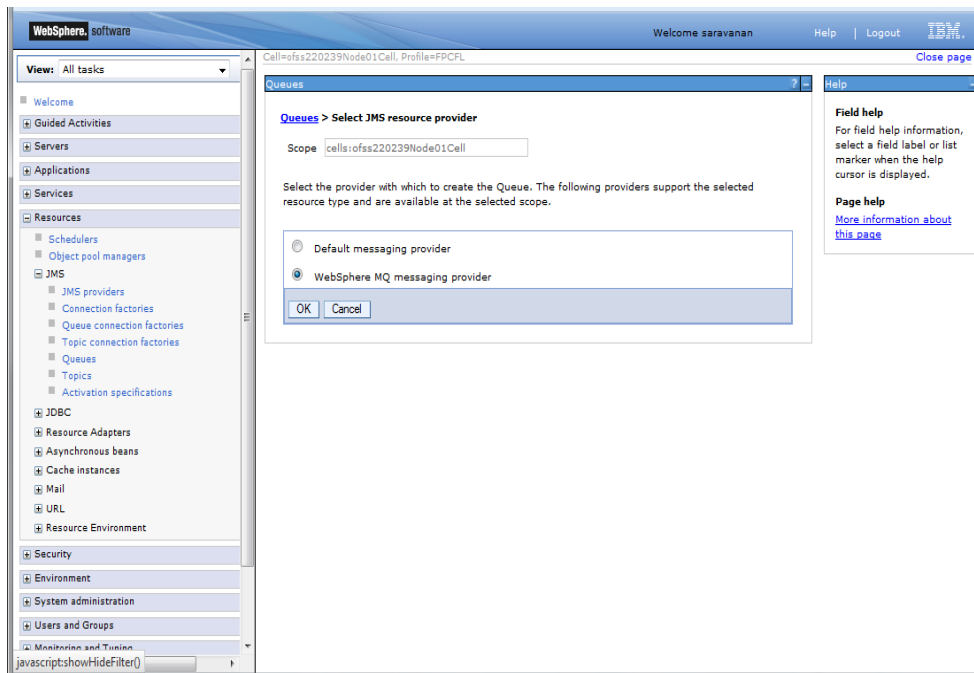 WebSphere. software
Welcome saravanan
Help | Logout
IBM.
View: All tasks
Welcome
Guided Activities
Servers
Applications
Services
Resources
Schedulers
Object pool managers
JMS
JMS providers
Connection factories
Queue connection factories
Topic connection factories
Queues
Topics
Activation specifications
JDBC
Resource Adapters
Asynchronous beans
Cache instances
Mail
URL
Resource Environment
Security
Environment
System administration
Users and Groups
Monitoring and Tuning
javascript:showHideFilter()
Cell=ofss220239Node01Cell, Profile=FPCFL
Close page
Queues
? -
Queues > Select JMS resource provider
Scope cells:ofss220239Node01Cell
Select the provider with which to create the Queue. The following providers support the selected
resource type and are available at the selected scope.
Default messaging provider
WebSphere MQ messaging provider
OK Cancel
Help
Field help
For field help information,
select a field label or list
marker when the help
cursor is displayed.
Page help
More information about
this page